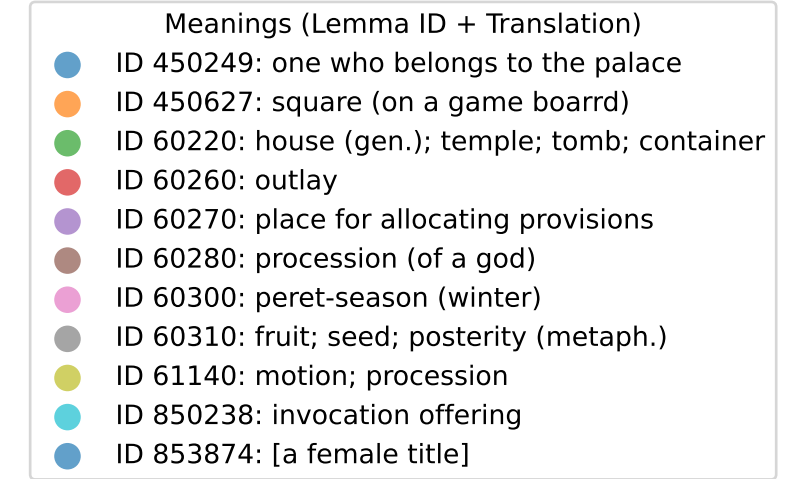 Meanings (Lemma ID + Translation)
ID 450249: one who belongs to the palace
ID 450627: square (on a game boarrd)
ID 60220: house (gen.); temple; tomb; container
ID 60260: outlay
ID 60270: place for allocating provisions
ID 60280: procession (of a god)
ID 60300: peret-season (winter)
ID 60310: fruit; seed; posterity (metaph.)
ID 61140: motion; procession
ID 850238: invocation offering
ID 853874: [a female title]